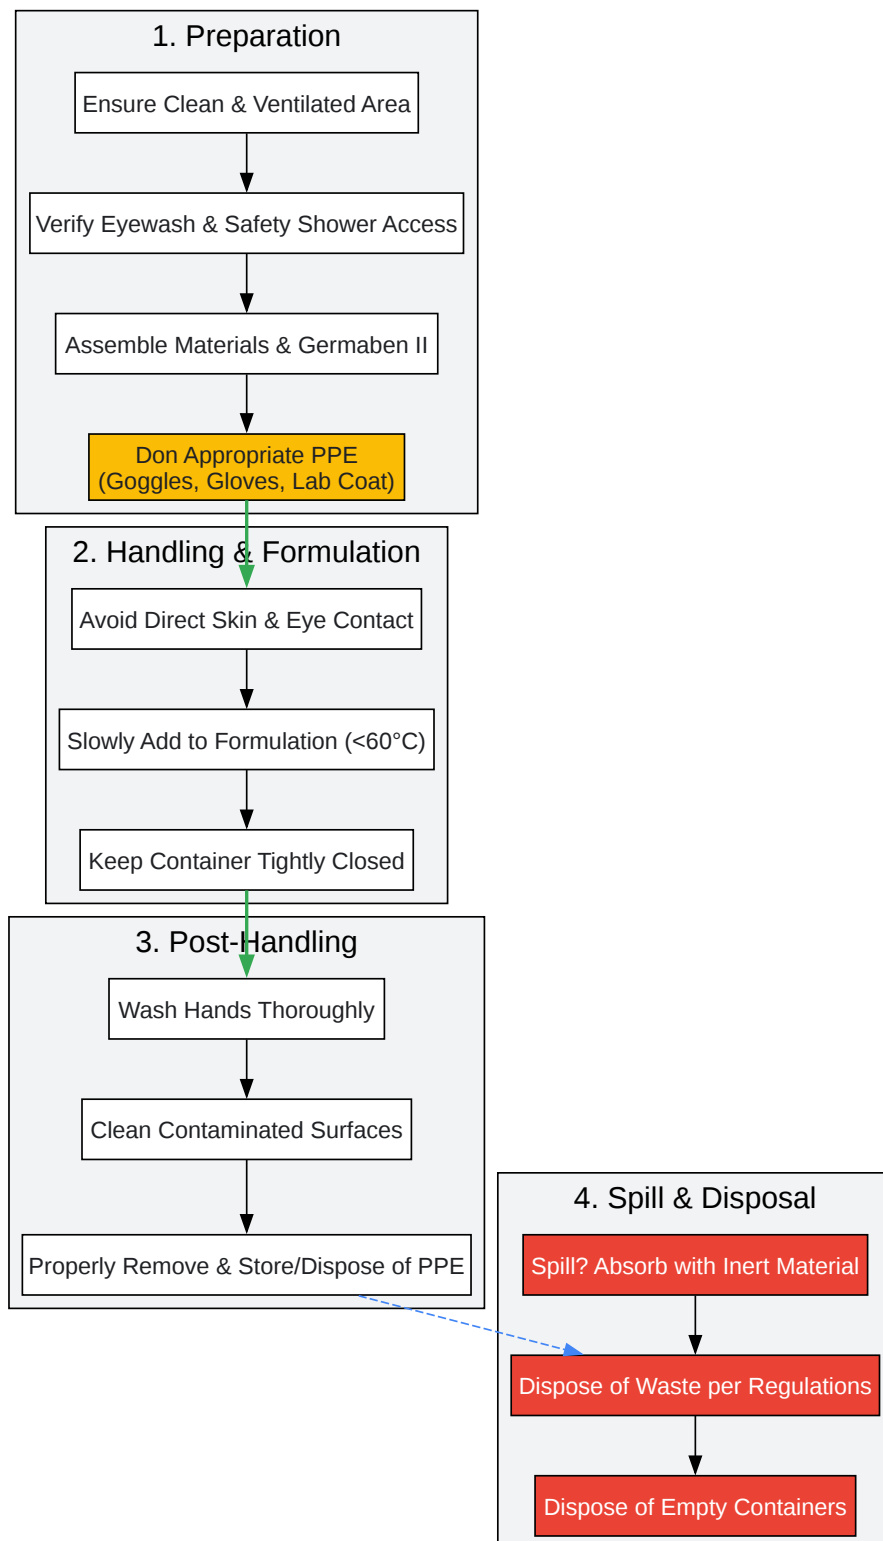 1. Preparation
Ensure Clean & Ventilated Area
Verify Eyewash & Safety Shower Access
Assemble Materials & Germaben II
Don Appropriate PPE
(Goggles, Gloves, Lab Coat)
2. Handling & Formulation
Avoid Direct Skin & Eye Contact
Slowly Add to Formulation (<60°C)
Keep Container Tightly Closed
3. Post-Handling
Wash Hands Thoroughly
Clean Contaminated Surfaces
Properly Remove & Store/Dispose of PPE
4. Spill & Disposal
Spill? Absorb with Inert Material
Dispose of Waste per Regulations
Dispose of Empty Containers